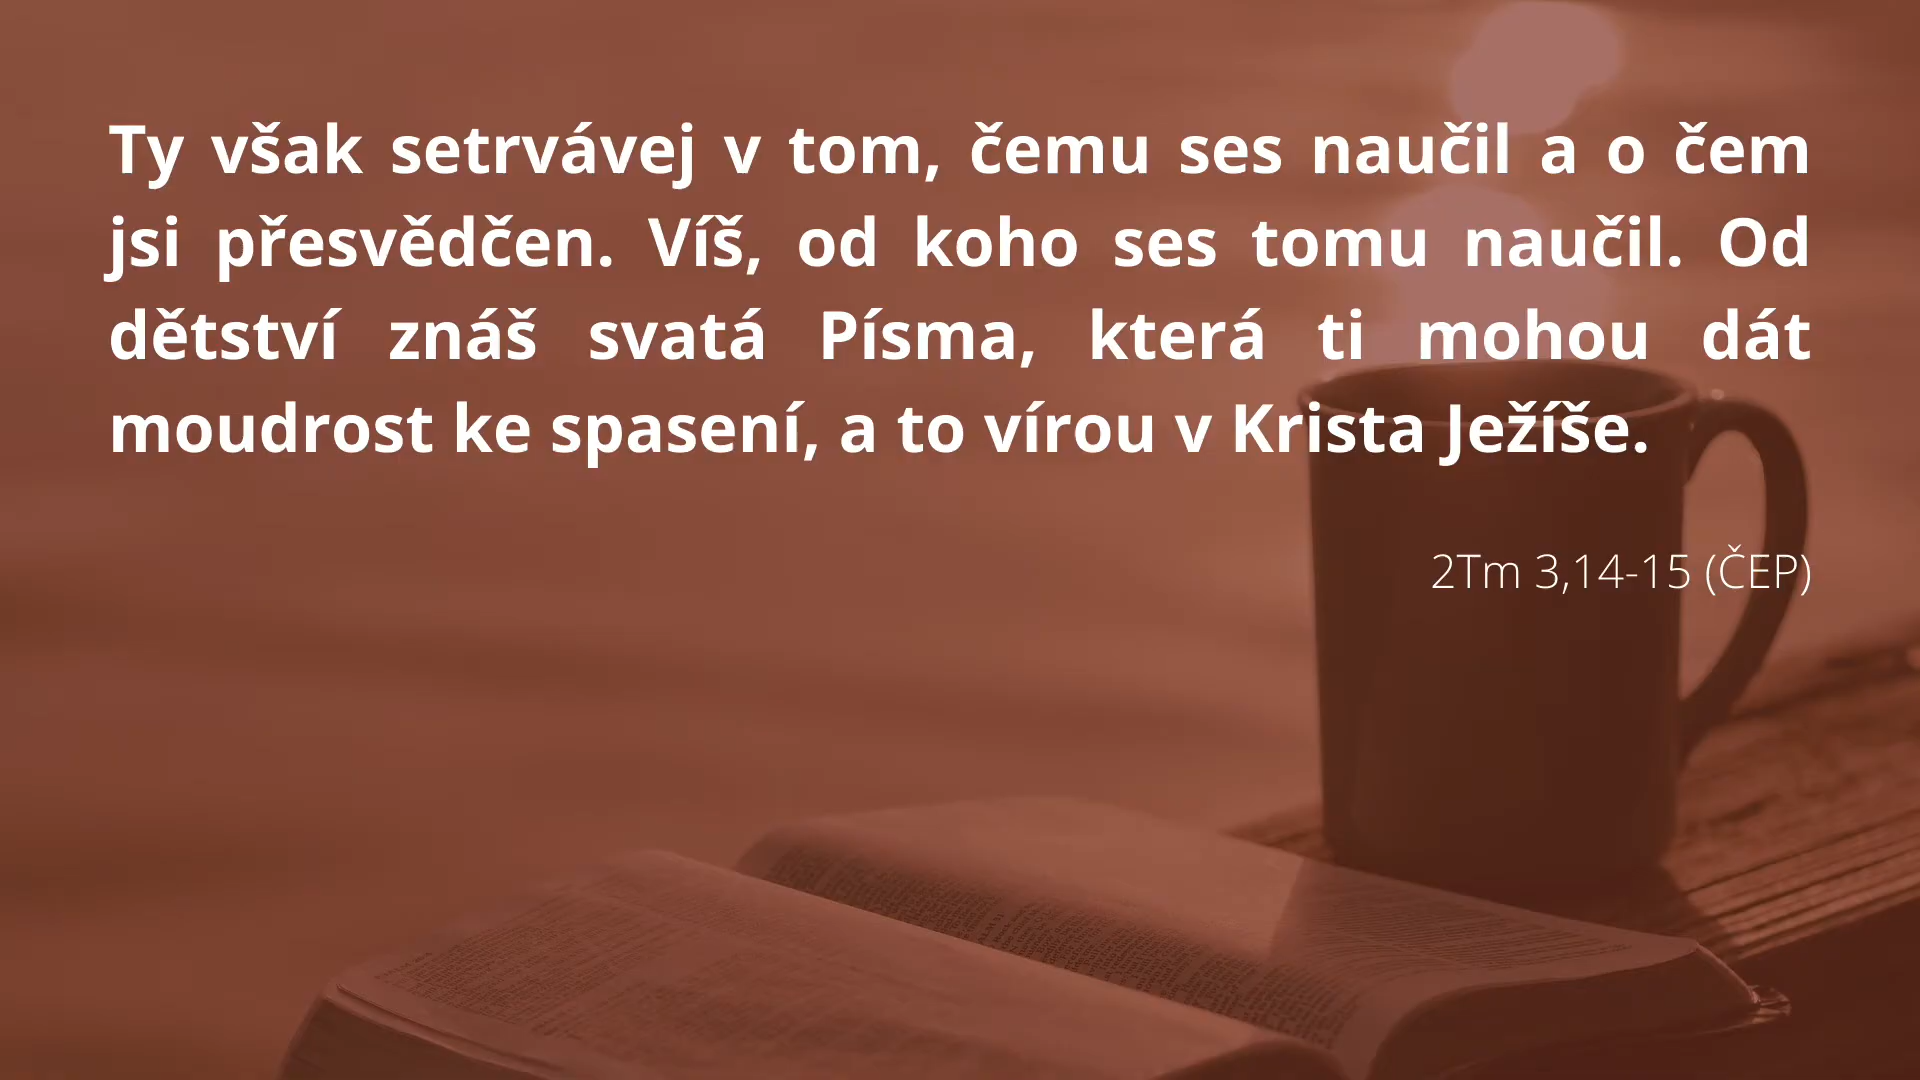 Ty však setrvávej v tom, čemu ses naučil a o čem
jsi přesvědčen. Víš, od koho ses tomu naučil. Od
dětství znáš svatá Písma, která ti mohou dát
moudrost ke spasení, a to vírou v Krista Ježíše.
2Tm 3,14-15 (ČEP)